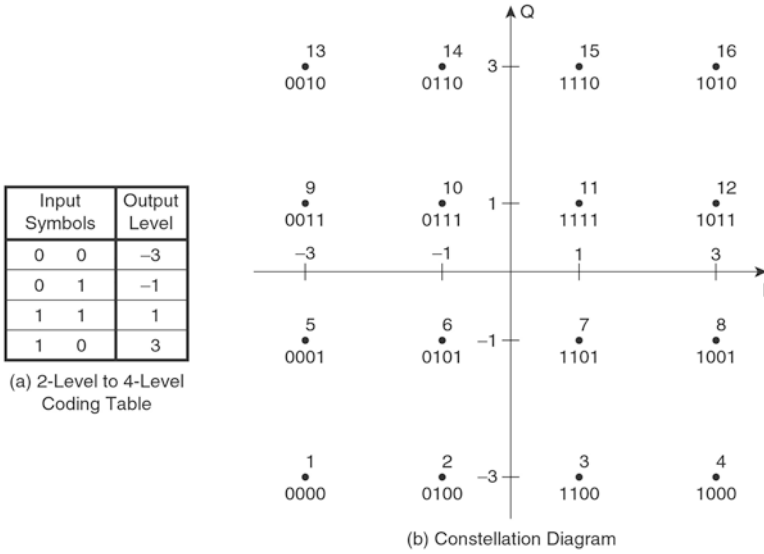 Q
13 14 3 15 16
0010 0110 1110 1010
9 10 1 11 12
0011 0111 1111 1011
−3 −1 1 3
5 6 7 8
0001 0101 −1 1101 1001
1 2 3 4
0000 0100 −3 1100 1000
(b) Constellation Diagram
Input Output
Symbols Level
0 0 −3
0 1 −1
1 1 1
1 0 3
(a) 2-Level to 4-Level
Coding Table